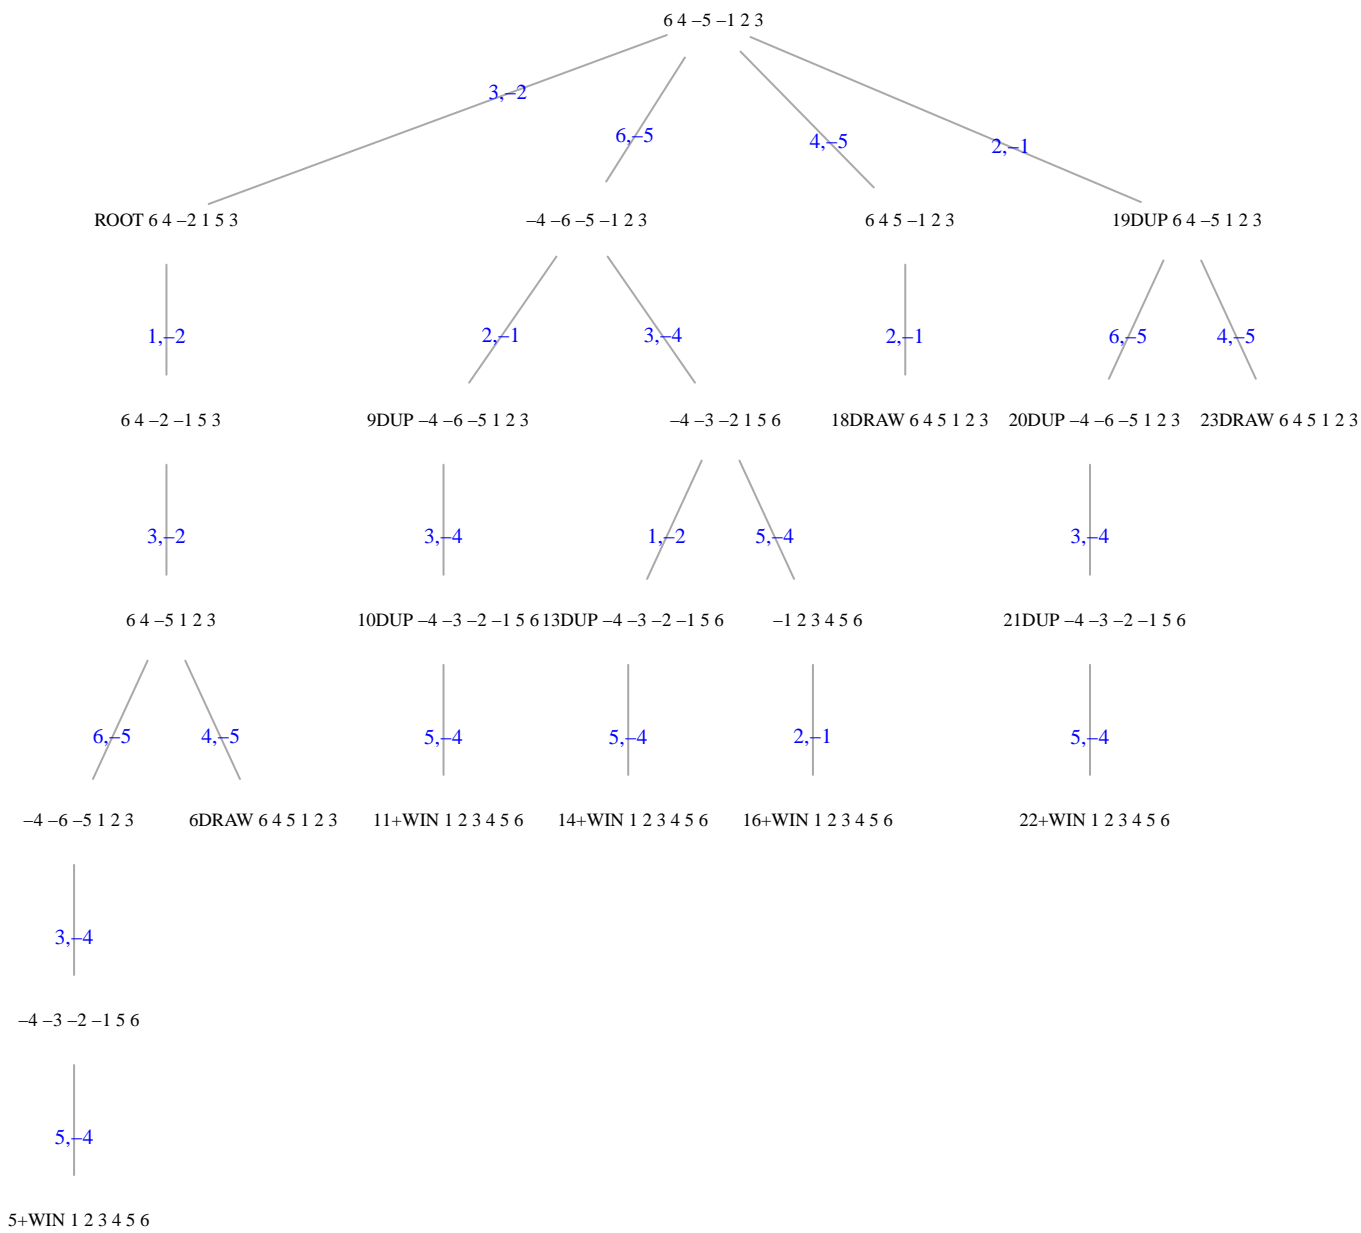 6 4 –5 –1 2 3
3,–2
6,–5
4,–5
2,–1
ROOT 6 4 –2 1 5 3
–4 –6 –5 –1 2 3
6 4 5 –1 2 3
19DUP 6 4 –5 1 2 3
1,–2
2,–1
3,–4
2,–1
6,–5
4,–5
6 4 –2 –1 5 3
9DUP –4 –6 –5 1 2 3
–4 –3 –2 1 5 6
18DRAW 6 4 5 1 2 3
20DUP –4 –6 –5 1 2 3
23DRAW 6 4 5 1 2 3
3,–2
3,–4
1,–2
5,–4
3,–4
6 4 –5 1 2 3
10DUP –4 –3 –2 –1 5 6
13DUP –4 –3 –2 –1 5 6
–1 2 3 4 5 6
21DUP –4 –3 –2 –1 5 6
6,–5
4,–5
5,–4
5,–4
2,–1
5,–4
–4 –6 –5 1 2 3
6DRAW 6 4 5 1 2 3
11+WIN 1 2 3 4 5 6
14+WIN 1 2 3 4 5 6
16+WIN 1 2 3 4 5 6
22+WIN 1 2 3 4 5 6
3,–4
–4 –3 –2 –1 5 6
5,–4
5+WIN 1 2 3 4 5 6